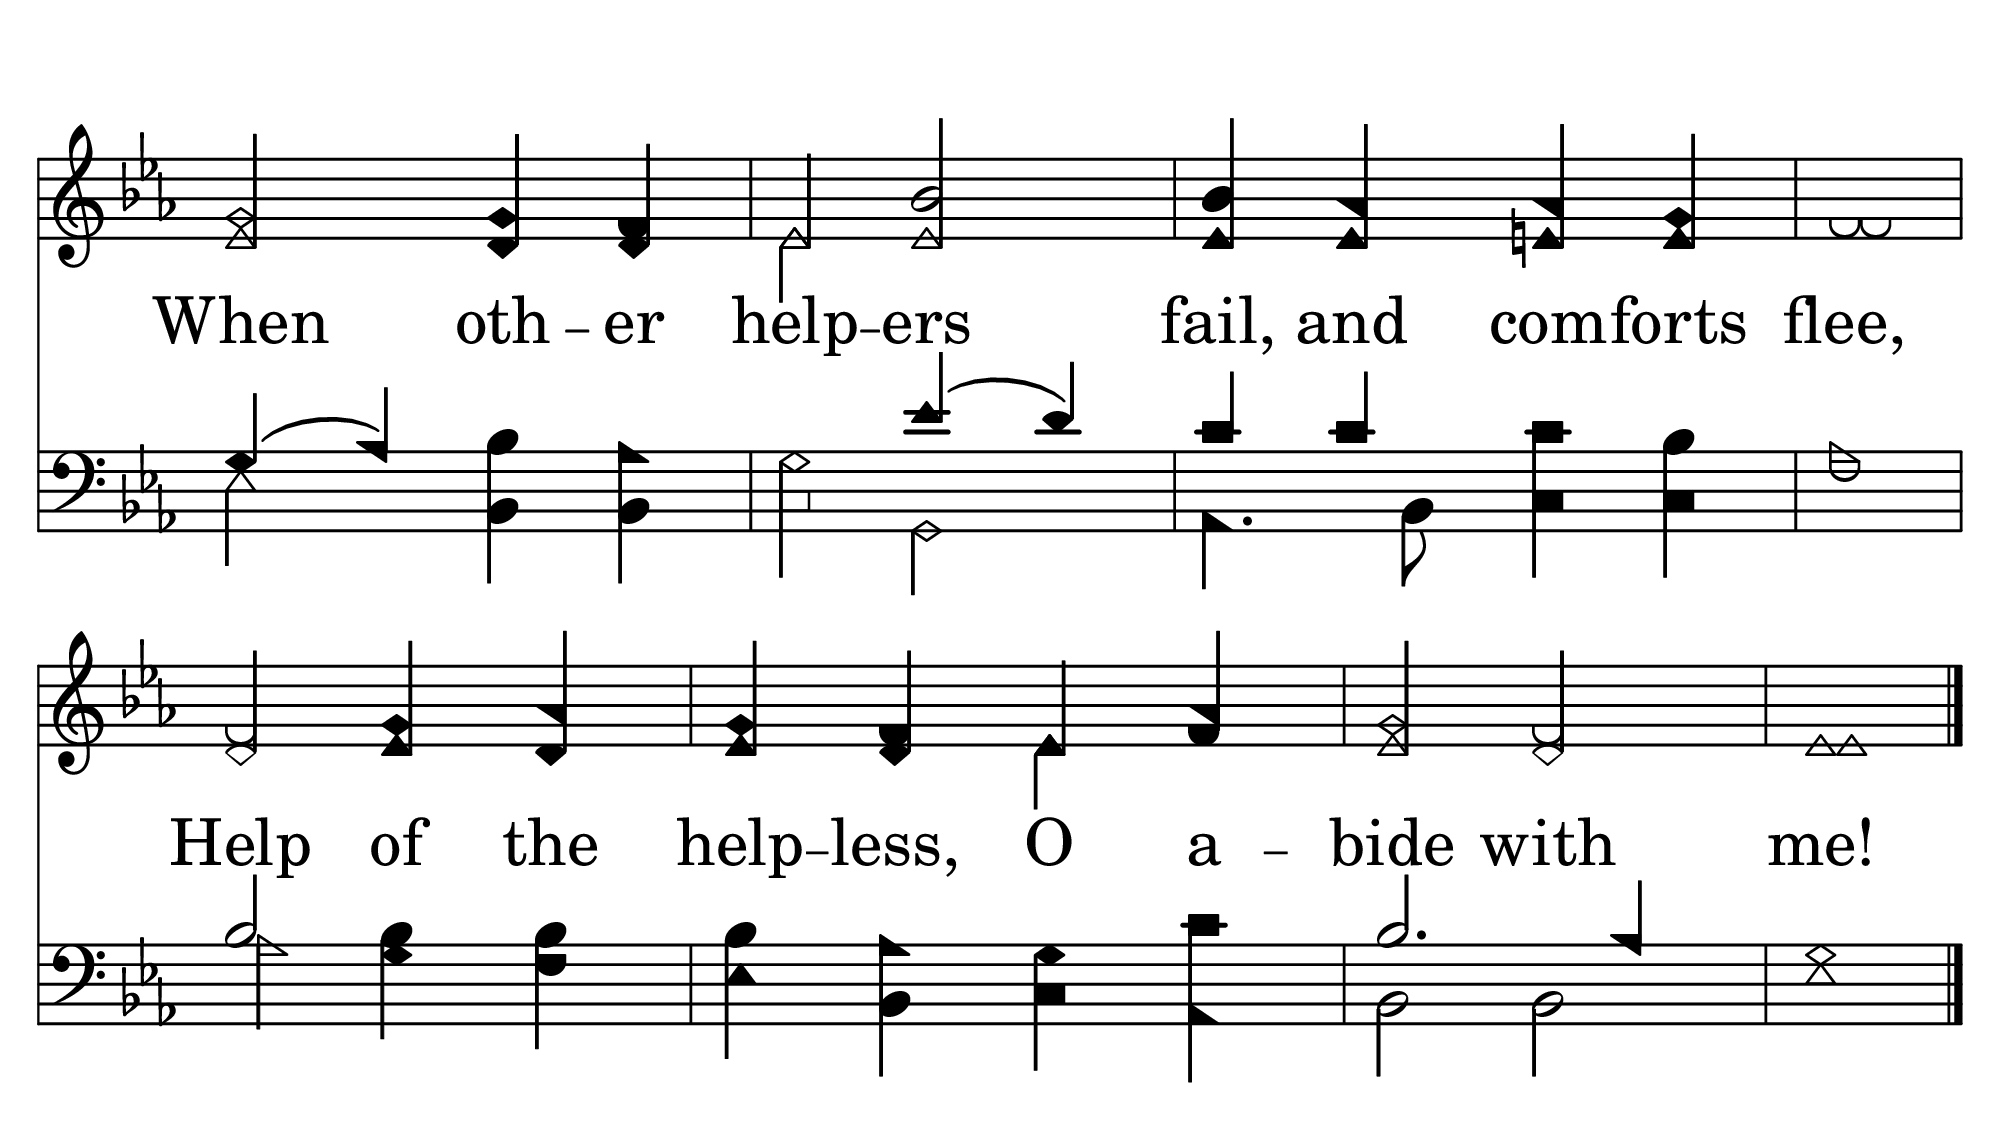 When oth – er help–ers fail, and comforts flee,
Help of the help–less, O a – bide with me!